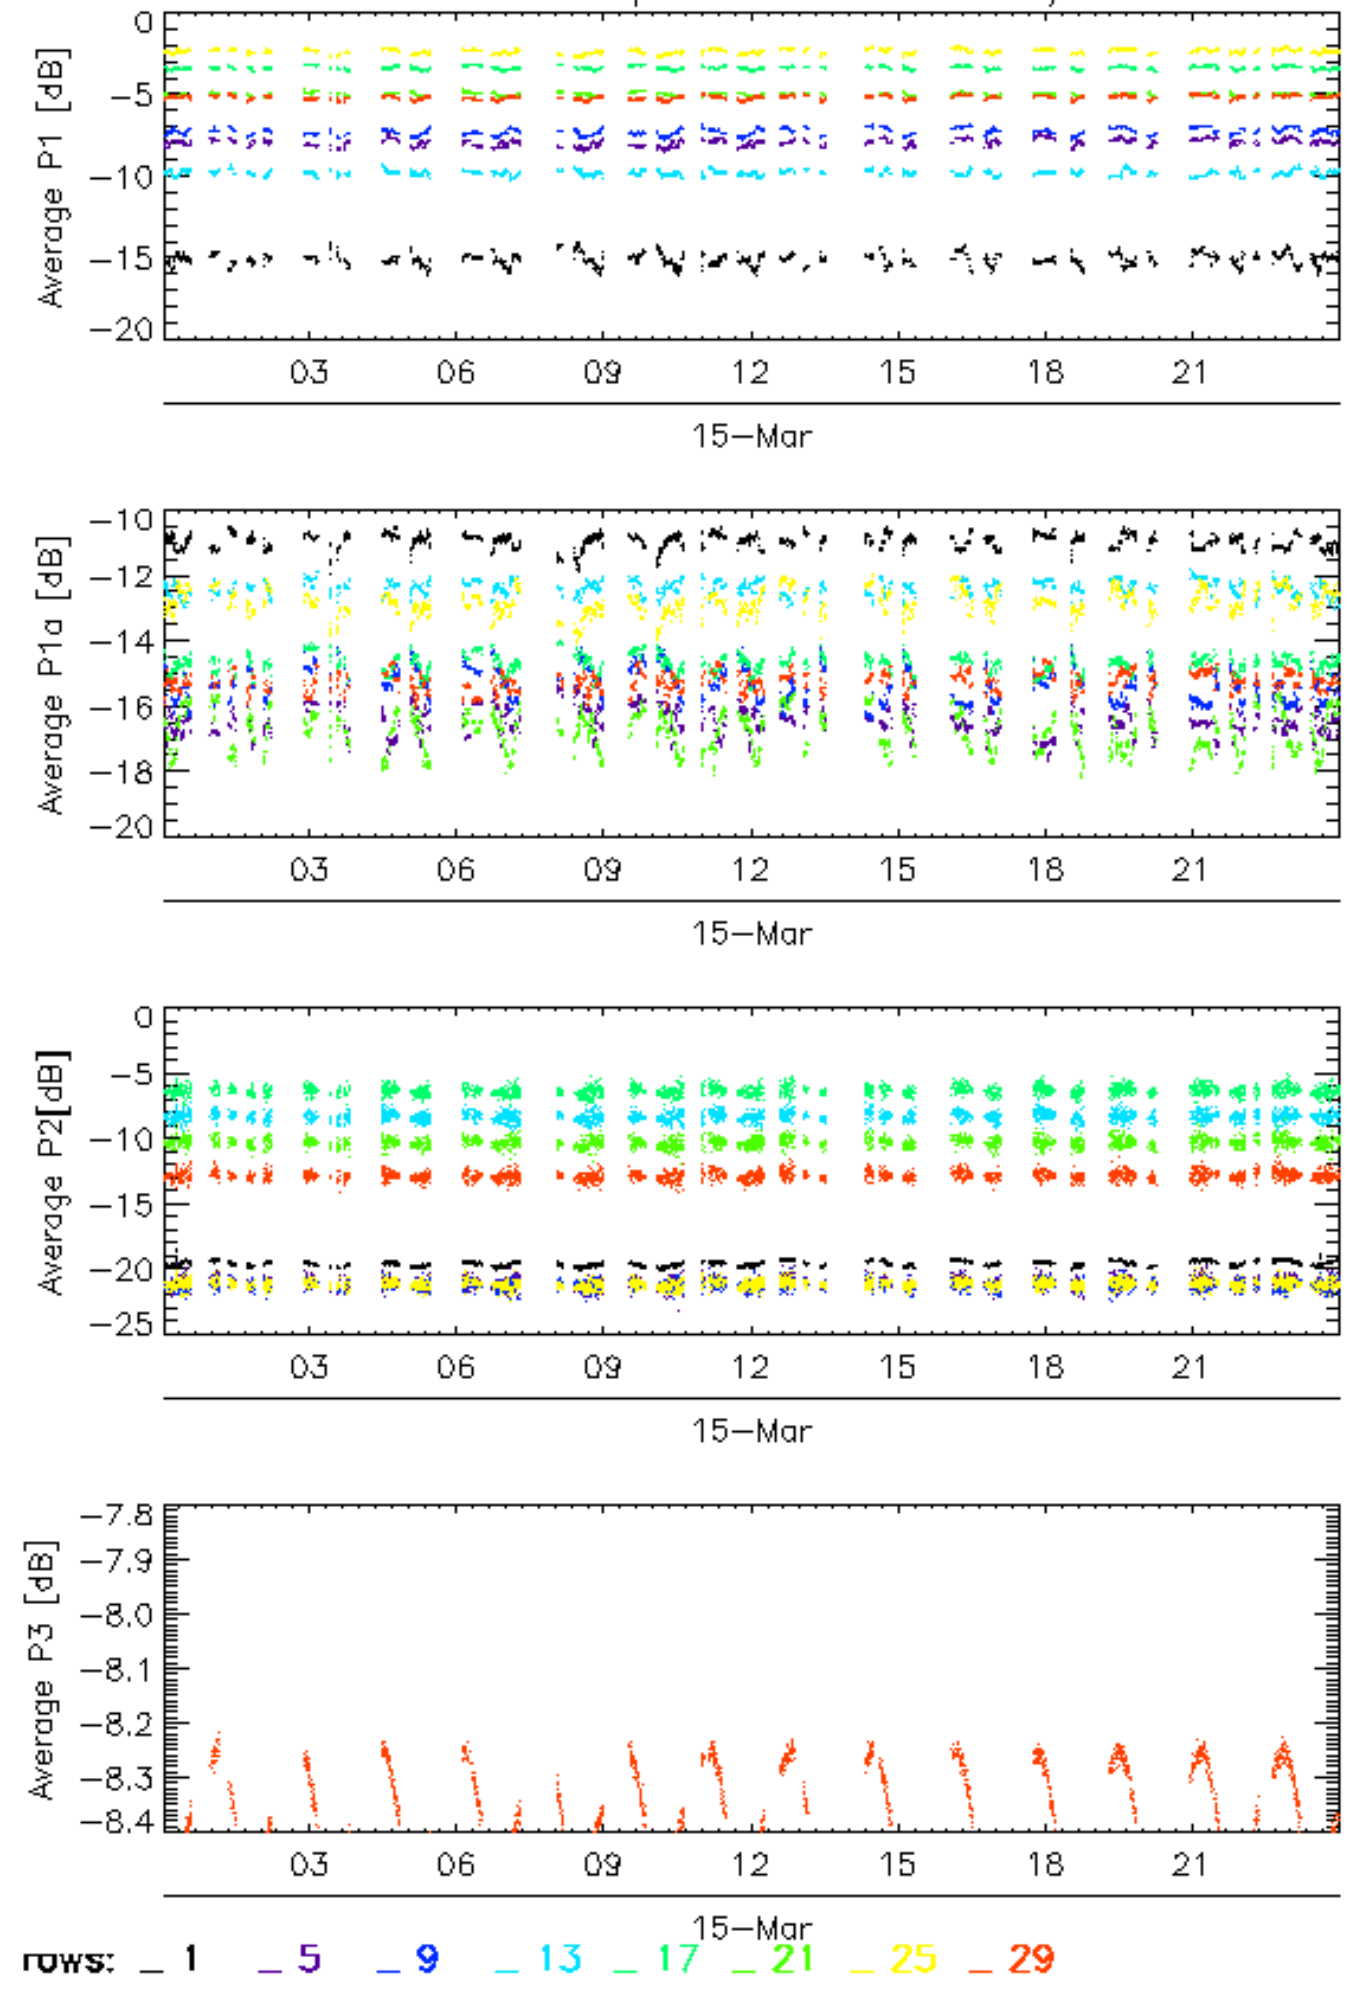 0
−5
−10
−15
−20
Average P1 [dB]
03 06 09 12 15 18 21
15−Mar
−10
−12
−14
−16
−18
−20
Average P1a [dB]
03 06 09 12 15 18 21
15−Mar
0
−5
−10
−15
−20
−25
Average P2[dB]
03 06 09 12 15 18 21
15−Mar
−7.8
−7.9
−8.0
−8.1
−8.2
−8.3
−8.4
Average P3 [dB]
03 06 09 12 15 18 21
15−Mar
rows: _ 1 _ 5 _ 9 _ 13 _ 17 _ 21 _ 25 _ 29